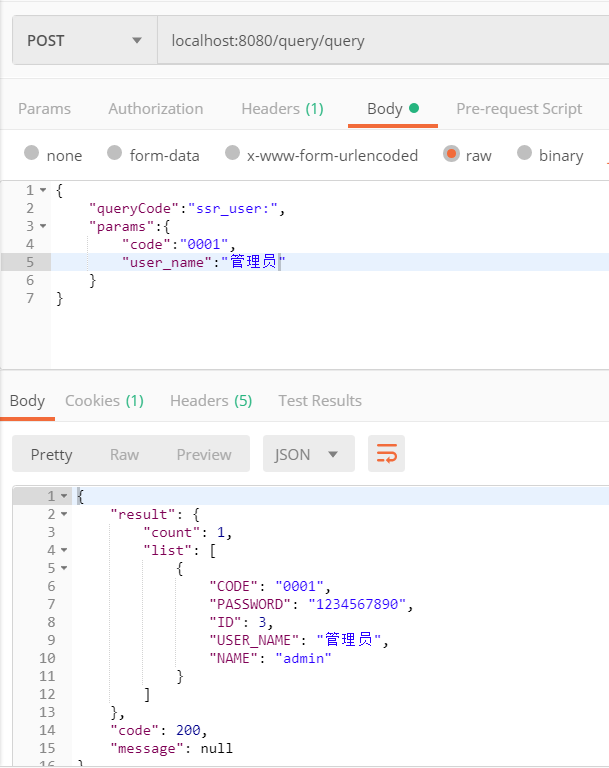 POST localhost:8080/query/query
Params Authorization Headers (1) Body Pre-request Script
none form-data x-www-form-urlencoded raw binary
1 {
2 "queryCode":"ssr_user:",
3 "params":{
4 "code":"0001",
5 "user_name":"管理员"
6 }
7 }
Body Cookies (1) Headers (5) Test Results
Pretty Raw Preview JSON
1 {
2 "result": {
3 "count": 1,
4 "list": [
5 {
6 "CODE": "0001",
7 "PASSWORD": "1234567890",
8 "ID": 3,
9 "USER_NAME": "管理员",
10 "NAME": "admin"
11 }
12 ]
13 },
14 "code": 200,
15 "message": null
16 }